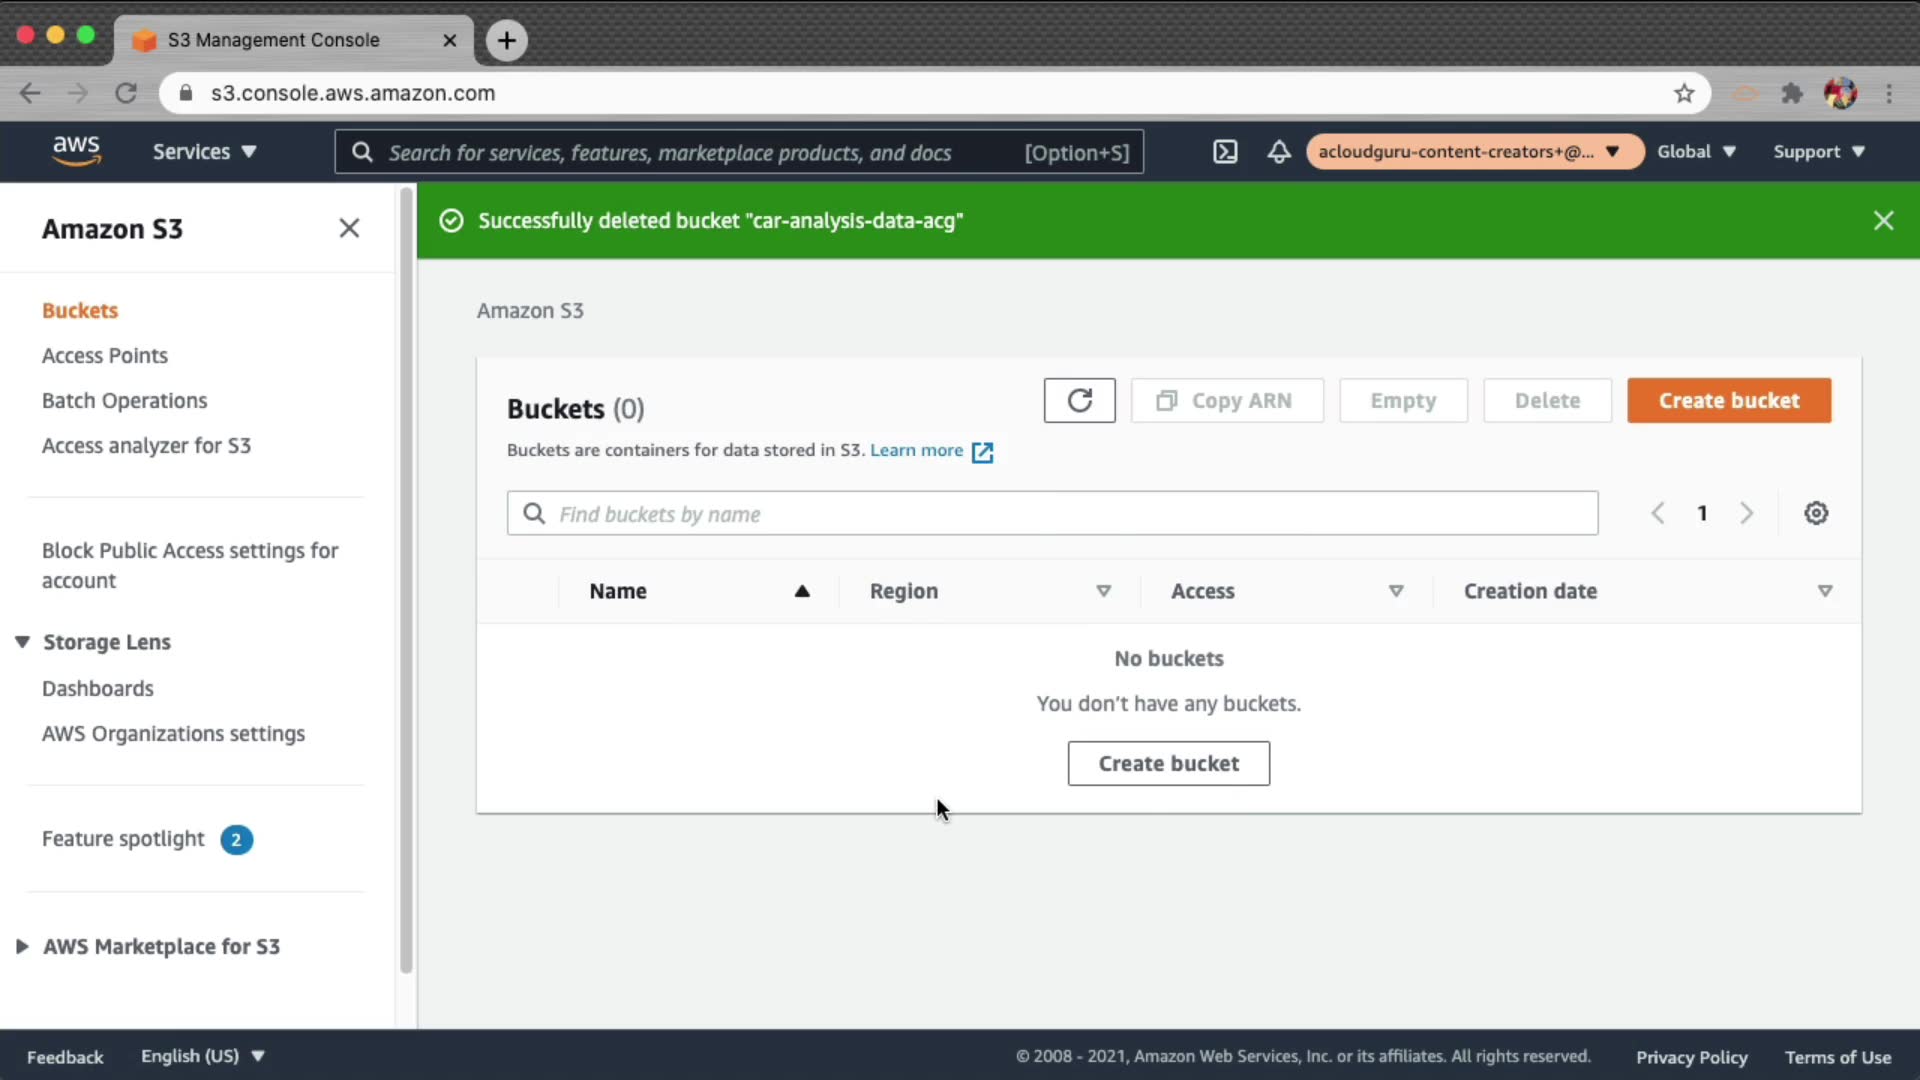 S3 Management Console
s3.console.aws.amazon.com
aws
Services
Search for services, features, marketplace products, and docs [Option+S]
acloudguru-content-creators+@...
Global
Support
Amazon S3
Successfully deleted bucket "car-analysis-data-acg"
Buckets
Access Points
Batch Operations
Access analyzer for S3
Block Public Access settings for
account
Storage Lens
Dashboards
AWS Organizations settings
Feature spotlight 2
AWS Marketplace for S3
Amazon S3
Buckets (0)
Copy ARN
Empty
Delete
Create bucket
Buckets are containers for data stored in S3. Learn more
Find buckets by name
1
Name Region Access Creation date
No buckets
You don't have any buckets.
Create bucket
Feedback
English (US)
© 2008 - 2021, Amazon Web Services, Inc. or its affiliates. All rights reserved.
Privacy Policy
Terms of Use